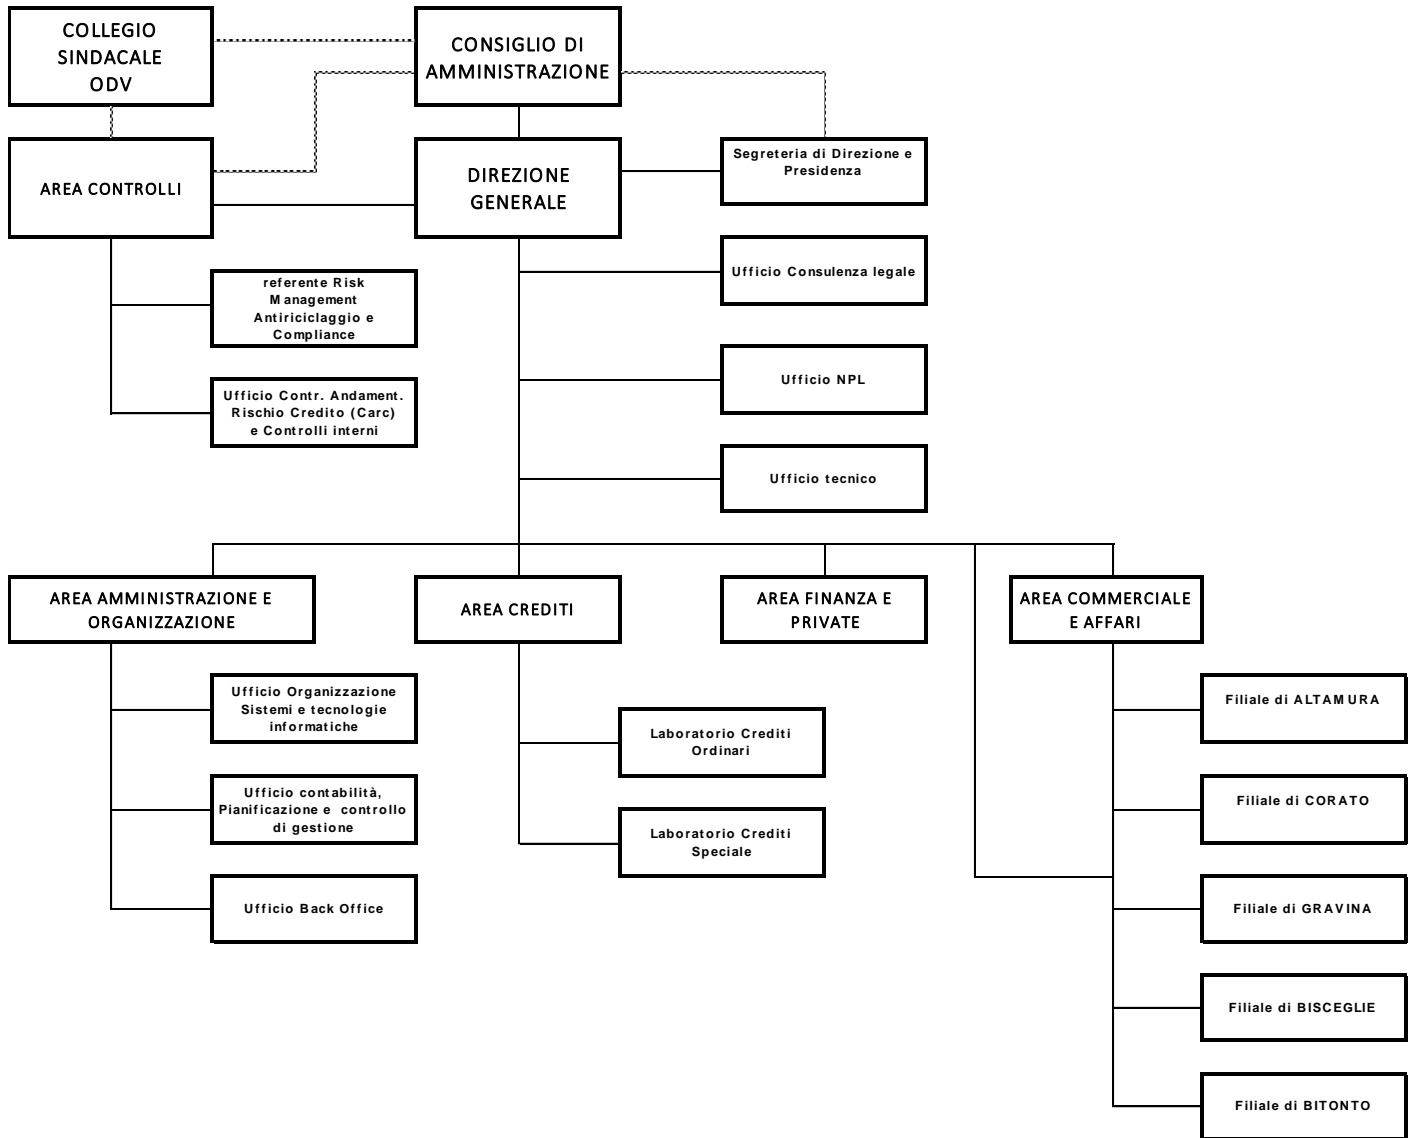 COLLEGIO
SINDACALE
ODV
CONSIGLIO DI
AMMINISTRAZIONE
AREA CONTROLLI
DIREZIONE
GENERALE
Segreteria di Direzione e
Presidenza
referente Risk
Management
Antiriciclaggio e
Compliance
Ufficio Contr. Andament.
Rischio Credito (Carc)
e Controlli interni
Ufficio Consulenza legale
Ufficio NPL
Ufficio tecnico
AREA AMMINISTRAZIONE E
ORGANIZZAZIONE
AREA CREDITI
AREA FINANZA E
PRIVATE
AREA COMMERCIALE
E AFFARI
Ufficio Organizzazione
Sistemi e tecnologie
informatiche
Ufficio contabilità,
Pianificazione e controllo
di gestione
Ufficio Back Office
Laboratorio Crediti
Ordinari
Laboratorio Crediti
Speciale
Filiale di ALTAMURA
Filiale di CORATO
Filiale di GRAVINA
Filiale di BISCEGLIE
Filiale di BITONTO